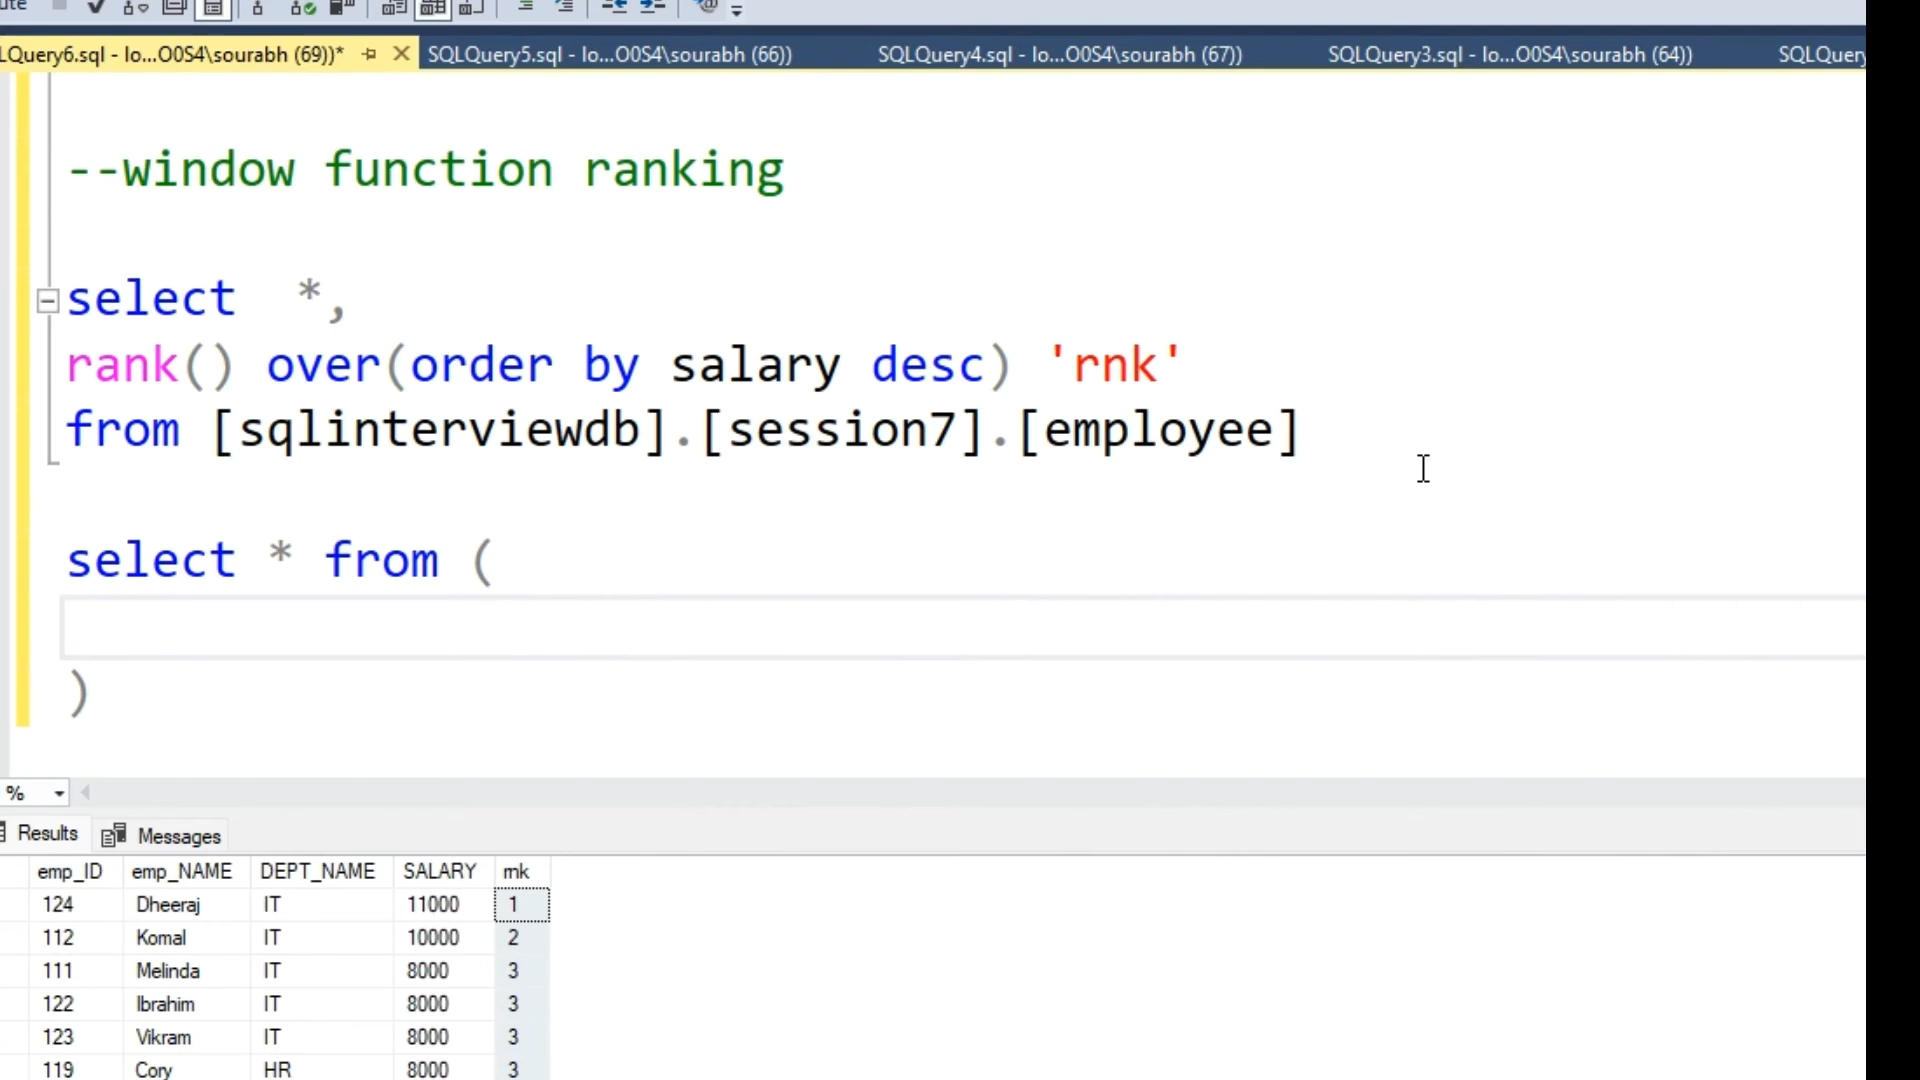 ute
LQuery6.sql - lo...O0S4\sourabh (69))*
SQLQuery5.sql - lo...O0S4\sourabh (66))
SQLQuery4.sql - lo...O0S4\sourabh (67))
SQLQuery3.sql - lo...O0S4\sourabh (64))
SQLQuery
--window function ranking
select  *,
rank() over(order by salary desc) 'rnk'
from [sqlinterviewdb].[session7].[employee]
select * from (
)
%
Results Messages
emp_ID emp_NAME DEPT_NAME SALARY rnk
124 Dheeraj IT 11000 1
112 Komal IT 10000 2
111 Melinda IT 8000 3
122 Ibrahim IT 8000 3
123 Vikram IT 8000 3
119 Cory HR 8000 3